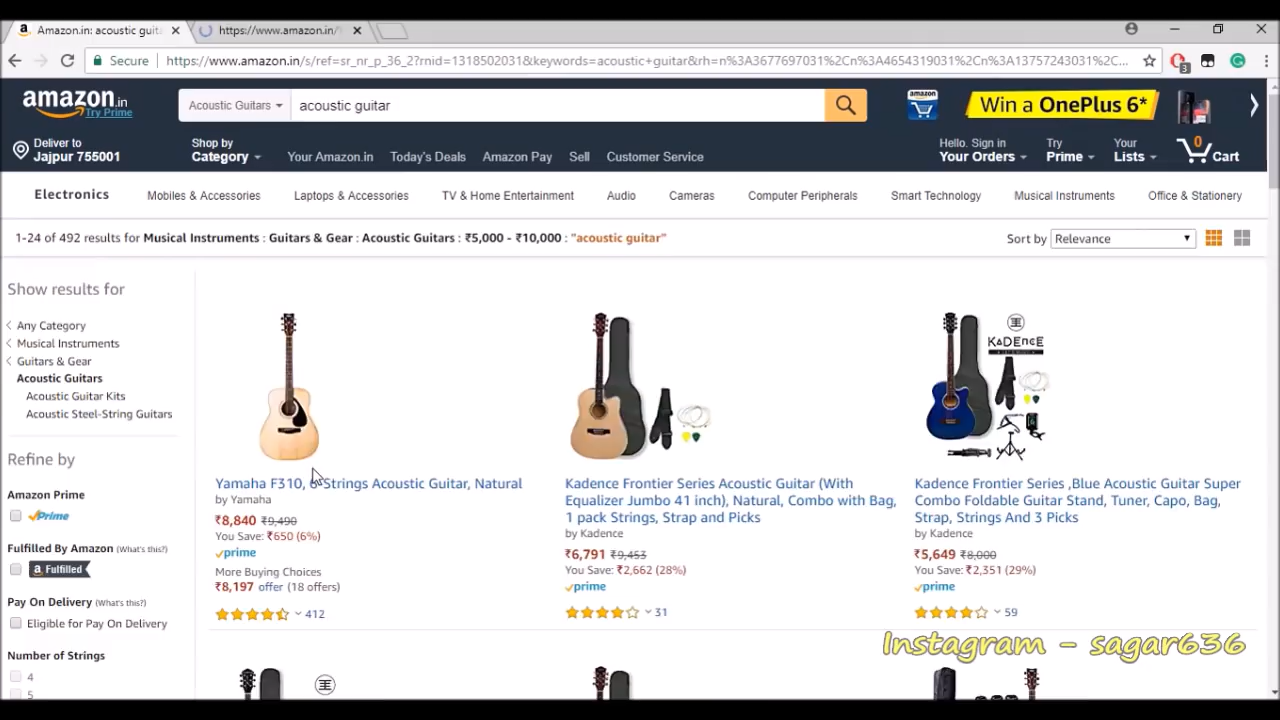 Amazon.in: acoustic guita
https://www.amazon.in/
Secure
https://www.amazon.in/s/ref=sr_nr_p_36_2?rnid=1318502031&keywords=acoustic+guitar&rh=n%3A3677697031%2Cn%3A4654319031%2Cn%3A13757243031%2C...
3
amazon.in
Try Prime
Acoustic Guitars
acoustic guitar
amazon
Win a OnePlus 6*
Deliver to
Jajpur 755001
Shop by
Category
Your Amazon.in
Today's Deals
Amazon Pay
Sell
Customer Service
Hello. Sign in
Your Orders
Try
Prime
Your
Lists
0
Cart
Electronics
Mobiles & Accessories
Laptops & Accessories
TV & Home Entertainment
Audio
Cameras
Computer Peripherals
Smart Technology
Musical Instruments
Office & Stationery
1-24 of 492 results for Musical Instruments : Guitars & Gear : Acoustic Guitars : ₹5,000 - ₹10,000 : "acoustic guitar"
Sort by
Relevance
Show results for
Any Category
Musical Instruments
Guitars & Gear
Acoustic Guitars
Acoustic Guitar Kits
Acoustic Steel-String Guitars
Refine by
Amazon Prime
Prime
Fulfilled By Amazon (What's this?)
a Fulfilled
Pay On Delivery (What's this?)
Eligible for Pay On Delivery
Number of Strings
4
5
Yamaha F310, 6-Strings Acoustic Guitar, Natural
by Yamaha
₹8,840 ₹9,490
You Save: ₹650 (6%)
prime
More Buying Choices
₹8,197 offer (18 offers)
412
Kadence Frontier Series Acoustic Guitar (With
Equalizer Jumbo 41 inch), Natural, Combo with Bag,
1 pack Strings, Strap and Picks
by Kadence
₹6,791 ₹9,453
You Save: ₹2,662 (28%)
prime
31
KADENCE
Kadence Frontier Series ,Blue Acoustic Guitar Super
Combo Foldable Guitar Stand, Tuner, Capo, Bag,
Strap, Strings And 3 Picks
by Kadence
₹5,649 ₹8,000
You Save: ₹2,351 (29%)
prime
59
Instagram - sagar636